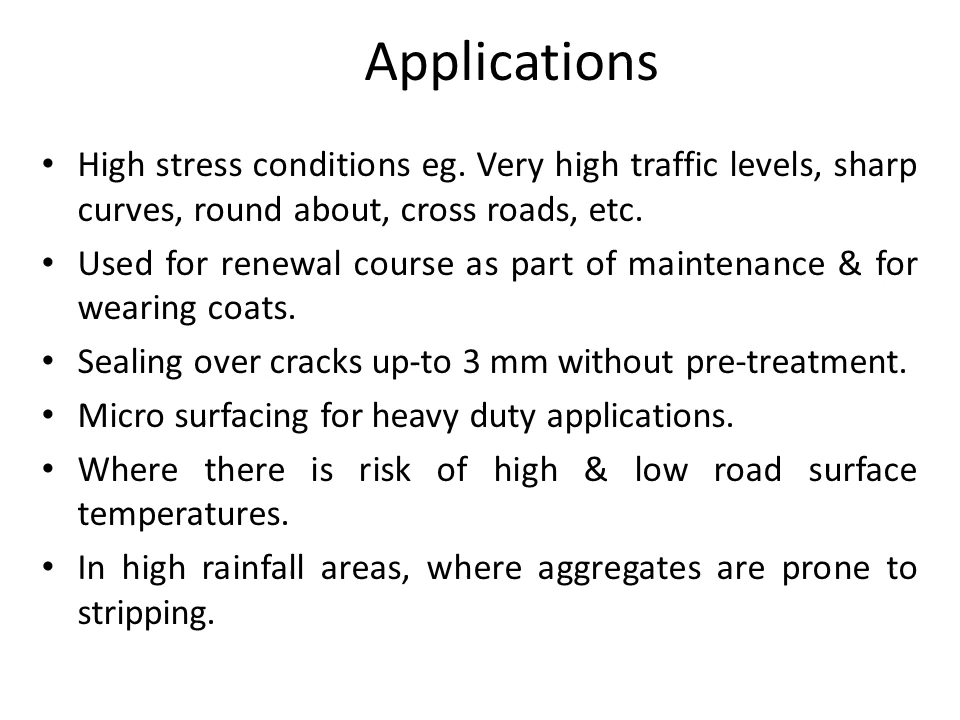 Applications
• High stress conditions eg. Very high traffic levels, sharp
curves, round about, cross roads, etc.
• Used for renewal course as part of maintenance & for
wearing coats.
• Sealing over cracks up-to 3 mm without pre-treatment.
• Micro surfacing for heavy duty applications.
• Where there is risk of high & low road surface
temperatures.
• In high rainfall areas, where aggregates are prone to
stripping.